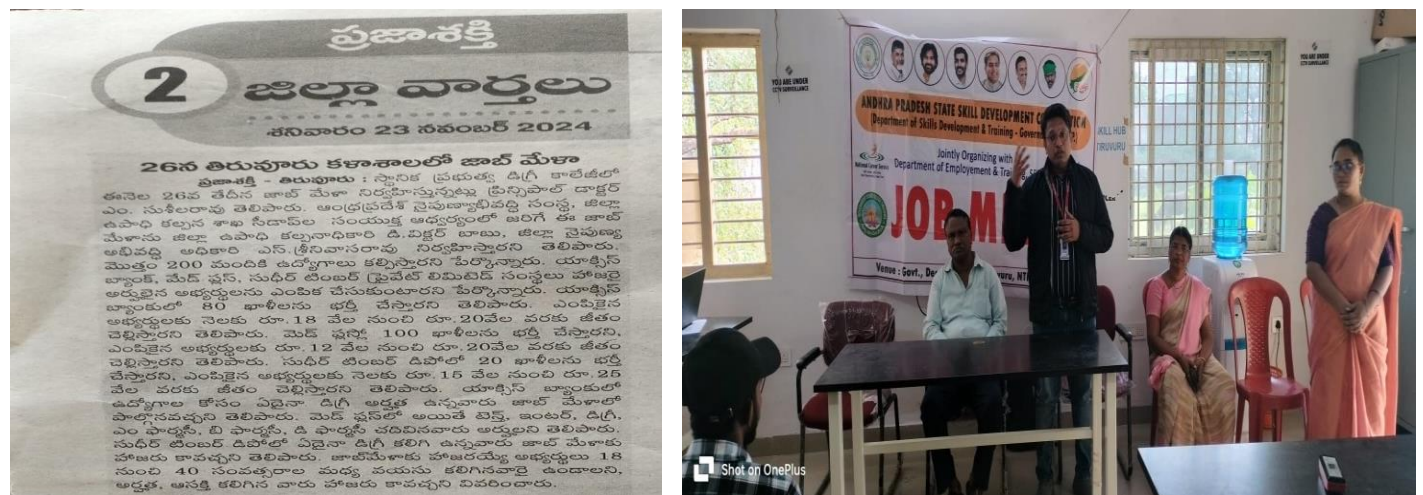 ప్రజాశక్తి
2 జిల్లా వార్తలు
శనివారం 23 నవంబర్ 2024
26న తిరువూరు కళాశాలలో జాబ్ మేళా
ప్రజాశక్తి - తిరువూరు : స్థానిక ప్రభుత్వ డిగ్రీ కాలేజీలో
ఈనెల 26వ తేదీన జాబ్ మేళా నిర్వహిస్తున్నట్లు ప్రిన్సిపాల్ డాక్టర్
ఎం. సుశీలరావు తెలిపారు. ఆంధ్రప్రదేశ్ నైపుణ్యాభివృద్ధి సంస్థ, జిల్లా
ఉపాధి కల్పన శాఖ సీడాప్‌ల సంయుక్త ఆధ్వర్యంలో జరిగే ఈ జాబ్
మేళాను జిల్లా ఉపాధి కల్పనాధికారి డి.విక్టర్ బాబు, జిల్లా నైపుణ్య
అభివృద్ధి అధికారి ఎస్.శ్రీనివాసరావు నిర్వహిస్తారని తెలిపారు.
మొత్తం 200 మందికి ఉద్యోగాలు కల్పిస్తారని పేర్కొన్నారు. యాక్సిస్
బ్యాంక్, మేడ్ ప్లస్, సుధీర్ టింబర్ ప్రైవేట్ లిమిటెడ్ సంస్థలు హాజరై
అర్హులైన అభ్యర్థులను ఎంపిక చేసుకుంటారని పేర్కొన్నారు. యాక్సిస్
బ్యాంకులో 80 ఖాళీలను భర్తీ చేస్తారని తెలిపారు. ఎంపికైన
అభ్యర్థులకు నెలకు రూ.18 వేల నుంచి రూ.20వేల వరకు జీతం
చెల్లిస్తారని తెలిపారు. మెడ్ ప్లస్లో 100 ఖాళీలను భర్తీ చేస్తారని,
ఎంపికైన అభ్యర్థులకు రూ.12 వేల నుంచి రూ.20వేల వరకు జీతం
చెల్లిస్తారని తెలిపారు. సుధీర్ టింబర్ డిపోలో 20 ఖాళీలను భర్తీ
చేస్తారని, ఎంపికైన అభ్యర్థులకు నెలకు రూ.15 వేల నుంచి రూ.25
వేల వరకు జీతం చెల్లిస్తారని తెలిపారు. యాక్సిస్ బ్యాంకులో
ఉద్యోగాల కోసం ఏదైనా డిగ్రీ అర్హత ఉన్నవారు జాబ్ మేళాలో
పాల్గొనవచ్చని తెలిపారు. మెడ్ ప్లస్‌లో అయితే టెన్త్, ఇంటర్, డిగ్రీ,
ఎం ఫార్మసీ, బి ఫార్మసీ, డి ఫార్మసీ చదివినవారు అర్హులని తెలిపారు.
సుధీర్ టింబర్ డిపోలో ఏదైనా డిగ్రీ కలిగి ఉన్నవారు జాబ్ మేళాకు
హాజరు కావచ్చని తెలిపారు. జాబ్‌మేళాకు హాజరయ్యే అభ్యర్థులు 18
నుంచి 40 సంవత్సరాల మధ్య వయసు కలిగినవారై ఉండాలని,
అర్హత, ఆసక్తి కలిగిన వారు హాజరు కావచ్చని వివరించారు.
YOU ARE UNDER
CCTV SURVEILLANCE
YOU ARE UNDER
CCTV SURVEILLANCE
ANDHRA PRADESH STATE SKILL DEVELOPMENT
(Department of Skills Development & Training -
Jointly Organizing with
Department of Employement & Training,
National Career Service
JOB
Venue : Govt.,
SKILL HUB
TIRUVURU
Shot on OnePlus